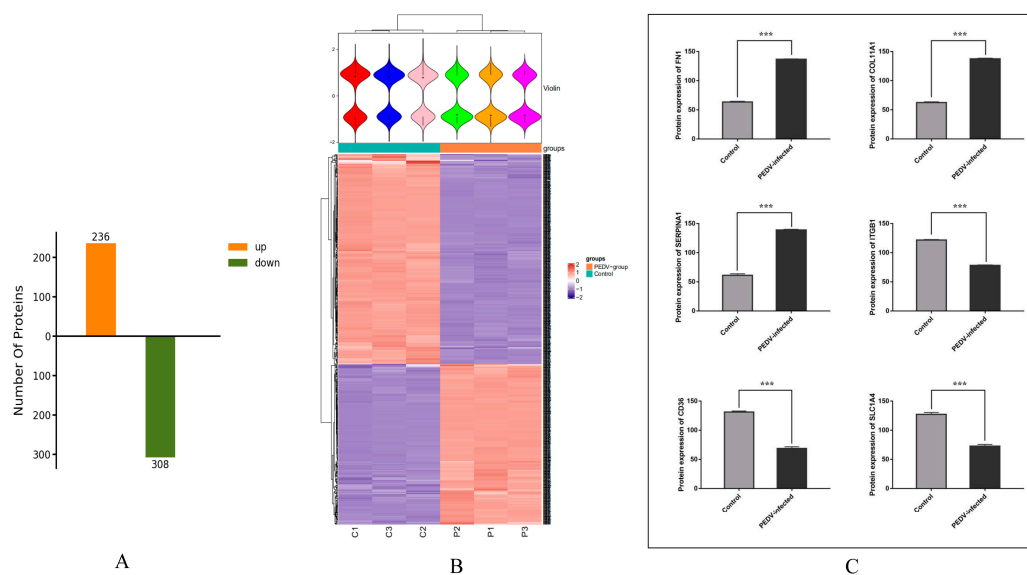 236
200
100
0
100
200
300
308
Number Of Proteins
up
down
A
2
0
−2
Violin
groups
groups
2
1
0
−1
−2
PEDV-group
Control
C1
C3
C2
P2
P1
P3
B
***
Protein expression of FN1
150
100
50
0
Control
PEDV-infected
***
Protein expression of COL11A1
150
100
50
0
Control
PEDV-infected
***
Protein expression of SERPINA1
150
100
50
0
Control
PEDV-infected
***
Protein expression of ITGB1
150
100
50
0
Control
PEDV-infected
***
Protein expression of CD36
150
100
50
0
Control
PEDV-infected
***
Protein expression of SLC1A4
150
100
50
0
Control
PEDV-infected
C